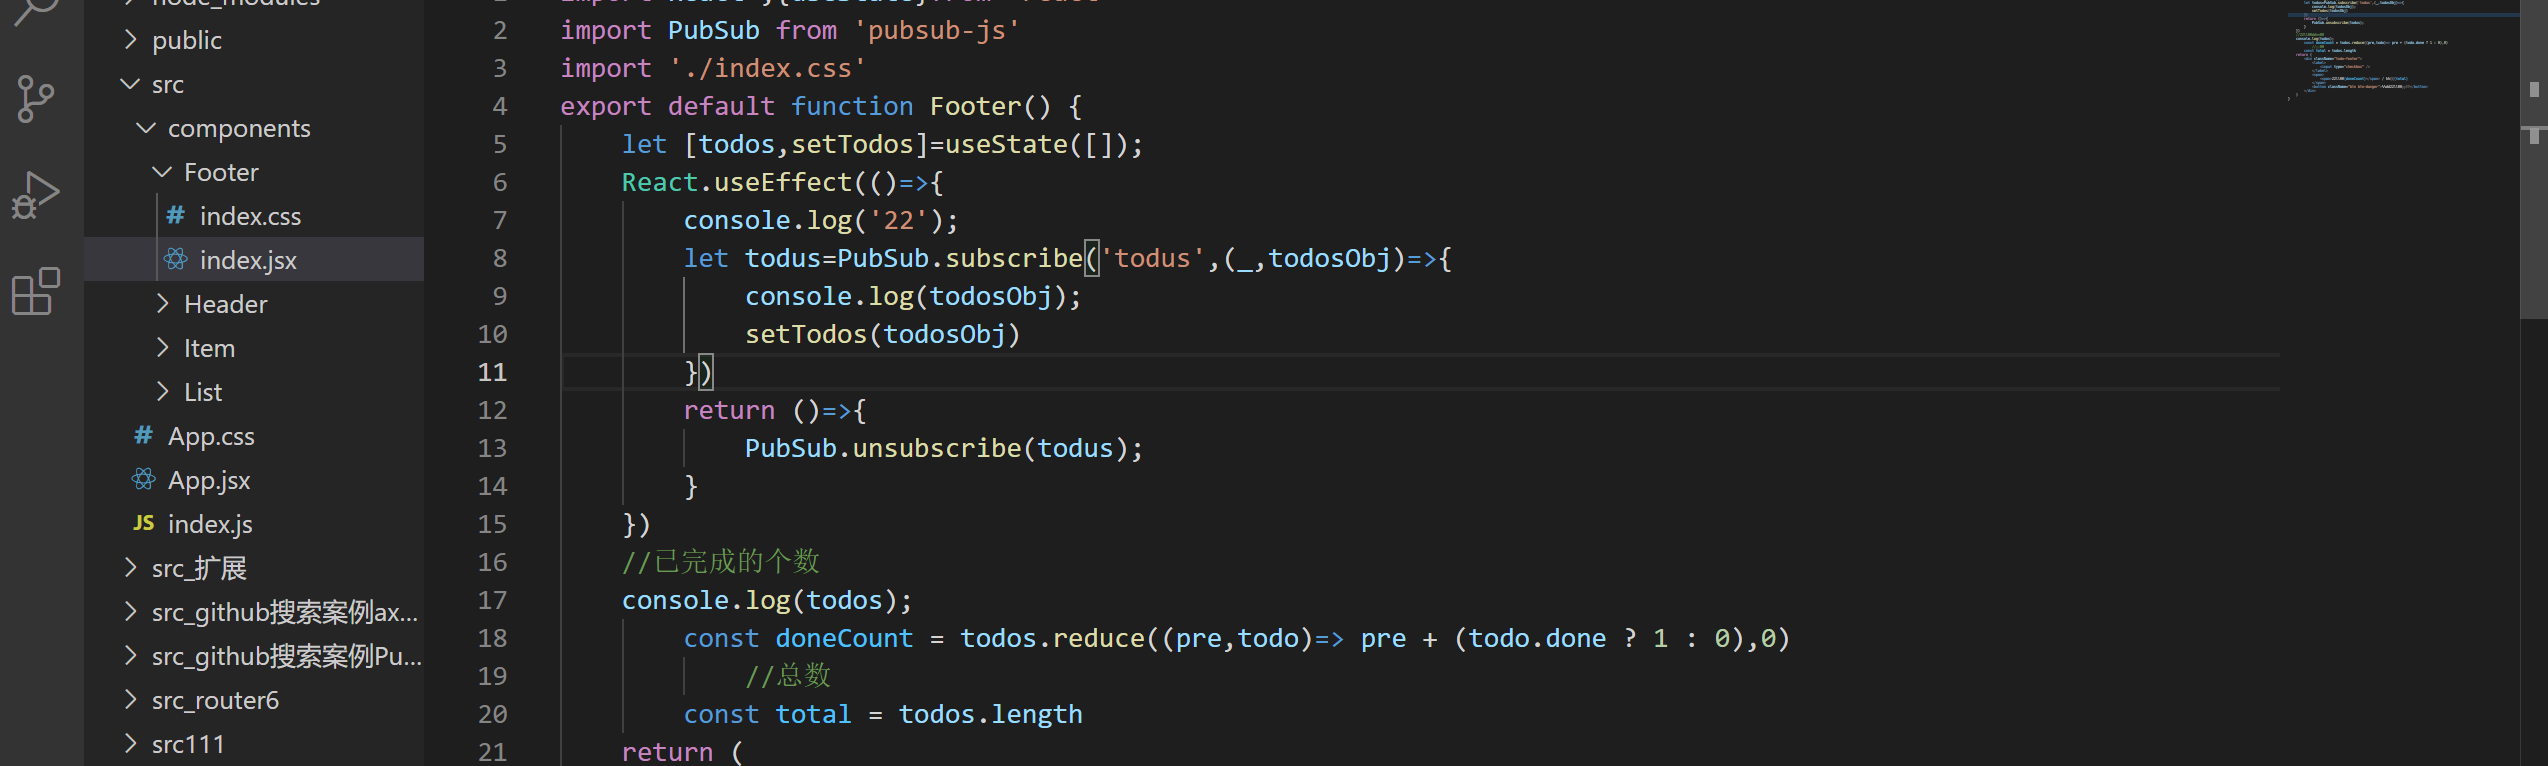 node_modules
public
src
components
Footer
index.css
index.jsx
Header
Item
List
App.css
App.jsx
JS index.js
src_扩展
src_github搜索案例ax...
src_github搜索案例Pu...
src_router6
src111
2 import PubSub from 'pubsub-js'
3 import './index.css'
4 export default function Footer() {
5 let [todos,setTodos]=useState([]);
6 React.useEffect(()=>{
7 console.log('22');
8 let todus=PubSub.subscribe('todus',(_,todosObj)=>{
9 console.log(todosObj);
10 setTodos(todosObj)
11 })
12 return ()=>{
13 PubSub.unsubscribe(todus);
14 }
15 })
16 //已完成的个数
17 console.log(todos);
18 const doneCount = todos.reduce((pre,todo)=> pre + (todo.done ? 1 : 0),0)
19 //总数
20 const total = todos.length
21 return (